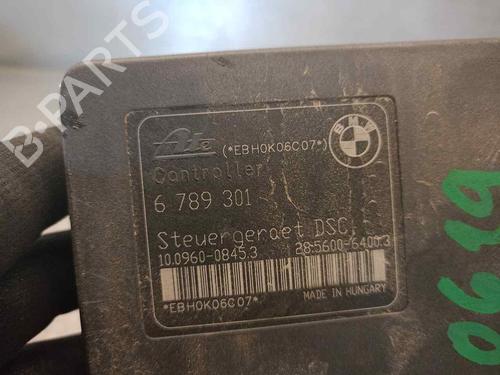 Ate (*EBH0K06C07*) BMW
Controller
6 789 301
Steuergeraet DSC
10.0960-0845.3 28.5600-6400.3
*EBH0K06C07*
MADE IN HUNGARY
0619
B-PARTS